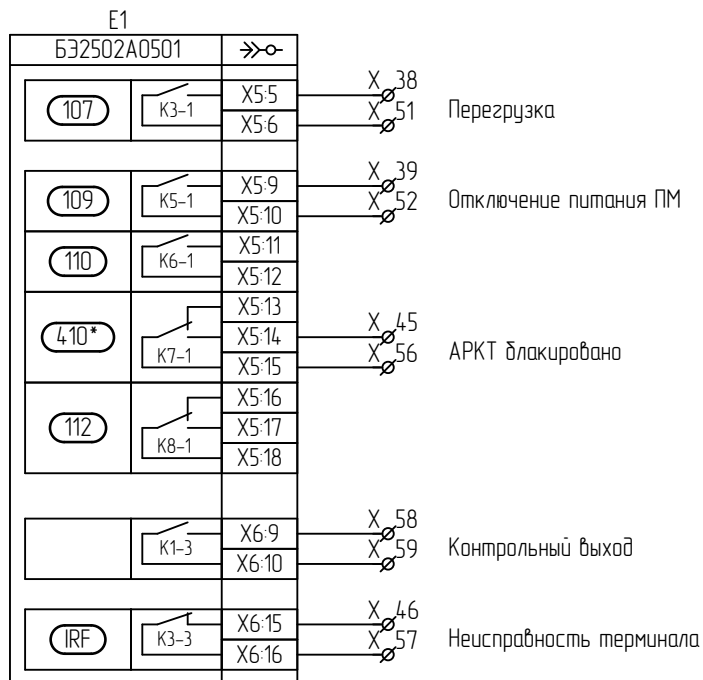 E1
БЭ2502А0501
107
K3-1
X5:5
X5:6
X 38
X 51
Перегрузка
109
K5-1
X5:9
X5:10
X 39
X 52
Отключение питания ПМ
110
K6-1
X5:11
X5:12
410*
K7-1
X5:13
X5:14
X5:15
X 45
X 56
АРКТ блакировано
112
K8-1
X5:16
X5:17
X5:18
K1-3
X6:9
X6:10
X 58
X 59
Контрольный выход
IRF
K3-3
X6:15
X6:16
X 46
X 57
Неисправность терминала